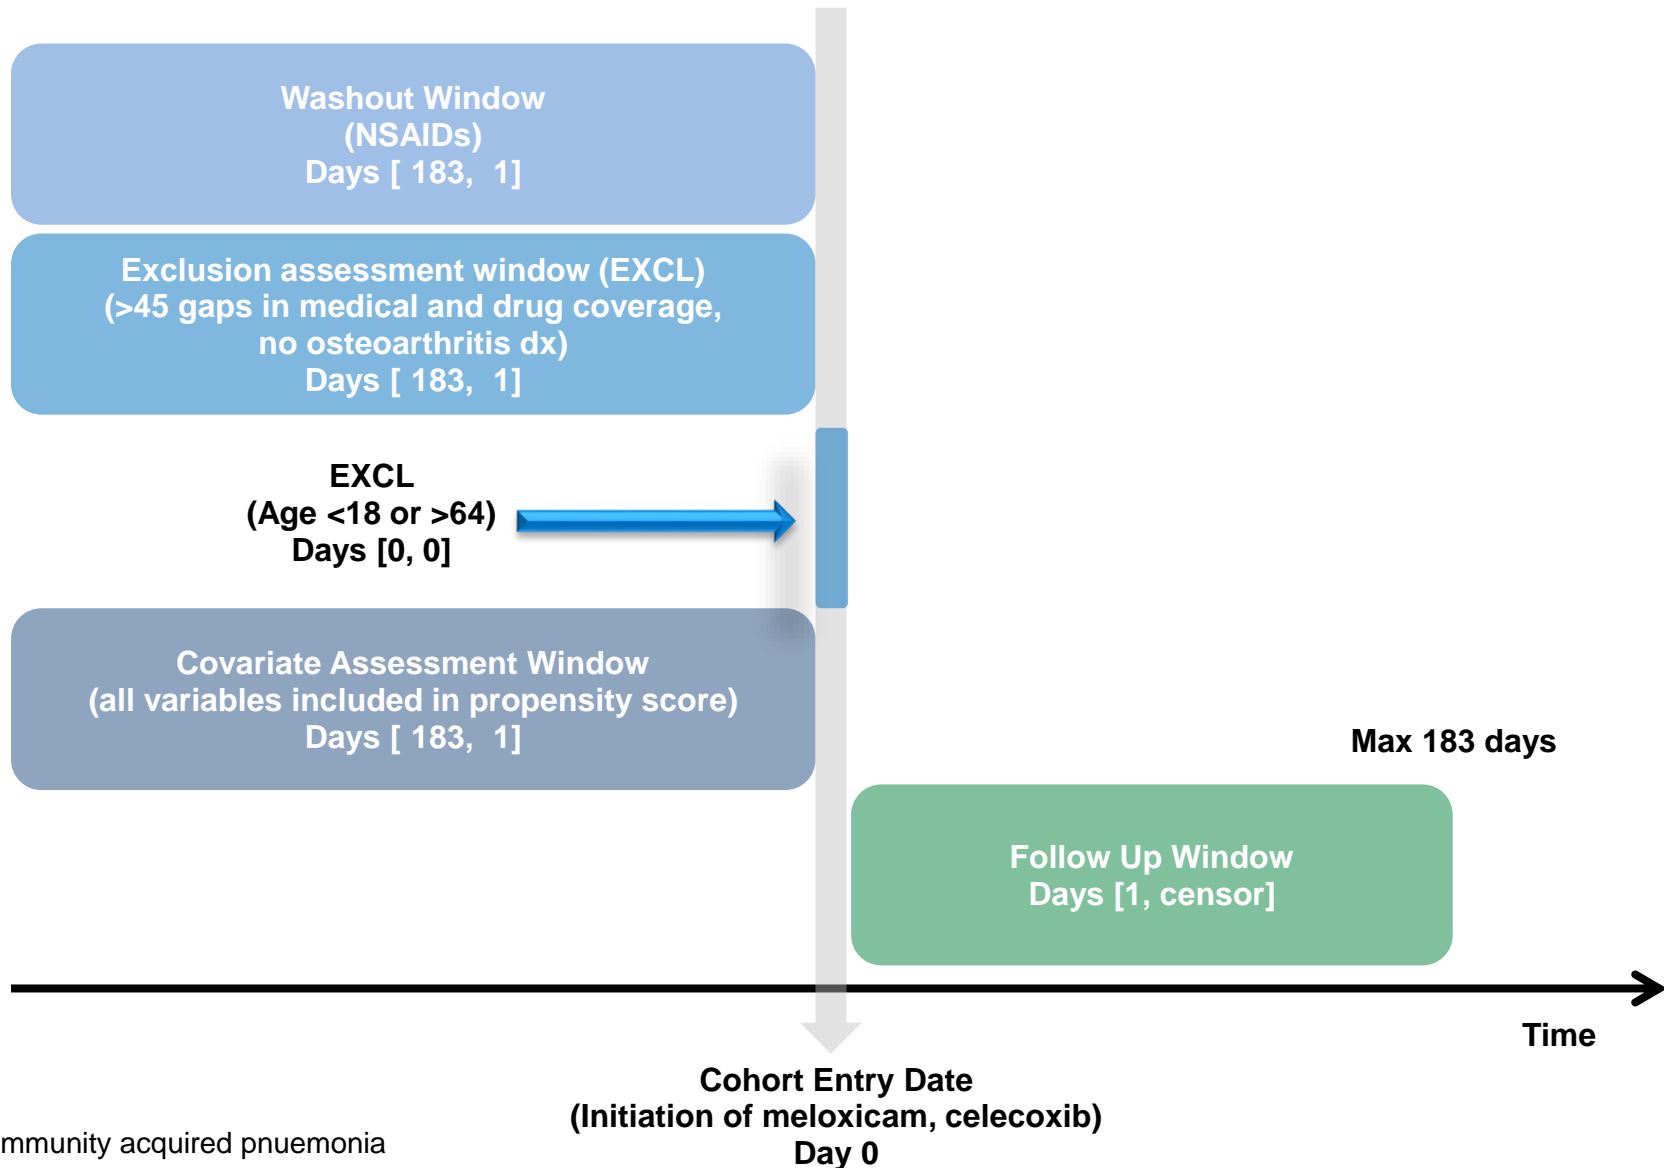 Washout Window
(NSAIDs)
Days [ 183,  1]
Exclusion assessment window (EXCL)
(>45 gaps in medical and drug coverage,
no osteoarthritis dx)
Days [ 183,  1]
EXCL
(Age <18 or >64)
Days [0, 0]
Covariate Assessment Window
(all variables included in propensity score)
Days [ 183,  1]
Max 183 days
Follow Up Window
Days [1, censor]
Time
Cohort Entry Date
(Initiation of meloxicam, celecoxib)
Day 0
mmunity acquired pnuemonia